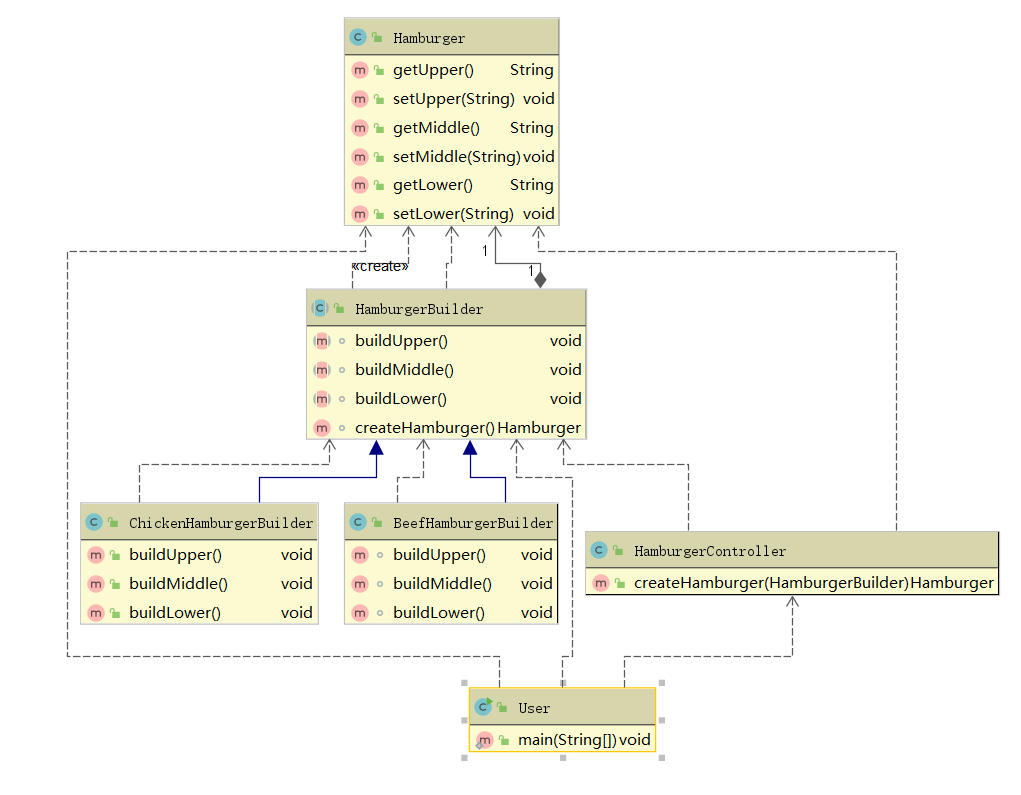 Hamburger
getUpper() String
setUpper(String) void
getMiddle() String
setMiddle(String) void
getLower() String
setLower(String) void
1
«create»
1
HamburgerBuilder
buildUpper() void
buildMiddle() void
buildLower() void
createHamburger() Hamburger
ChickenHamburgerBuilder
buildUpper() void
buildMiddle() void
buildLower() void
BeefHamburgerBuilder
buildUpper() void
buildMiddle() void
buildLower() void
HamburgerController
createHamburger(HamburgerBuilder) Hamburger
User
main(String[]) void